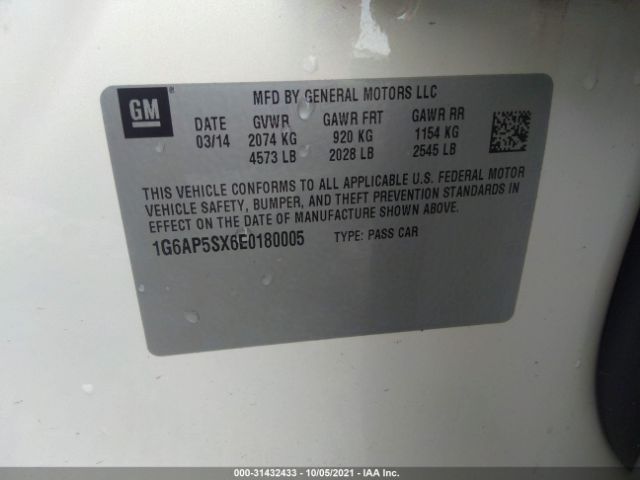 GM
MFD BY GENERAL MOTORS LLC
DATE GVWR GAWR FRT GAWR RR
03/14 2074 KG 920 KG 1154 KG
4573 LB 2028 LB 2545 LB
THIS VEHICLE CONFORMS TO ALL APPLICABLE U.S. FEDERAL MOTOR
VEHICLE SAFETY, BUMPER, AND THEFT PREVENTION STANDARDS IN
EFFECT ON THE DATE OF MANUFACTURE SHOWN ABOVE.
1G6AP5SX6E0180005 TYPE: PASS CAR
000-31432433 - 10/05/2021 - IAA Inc.